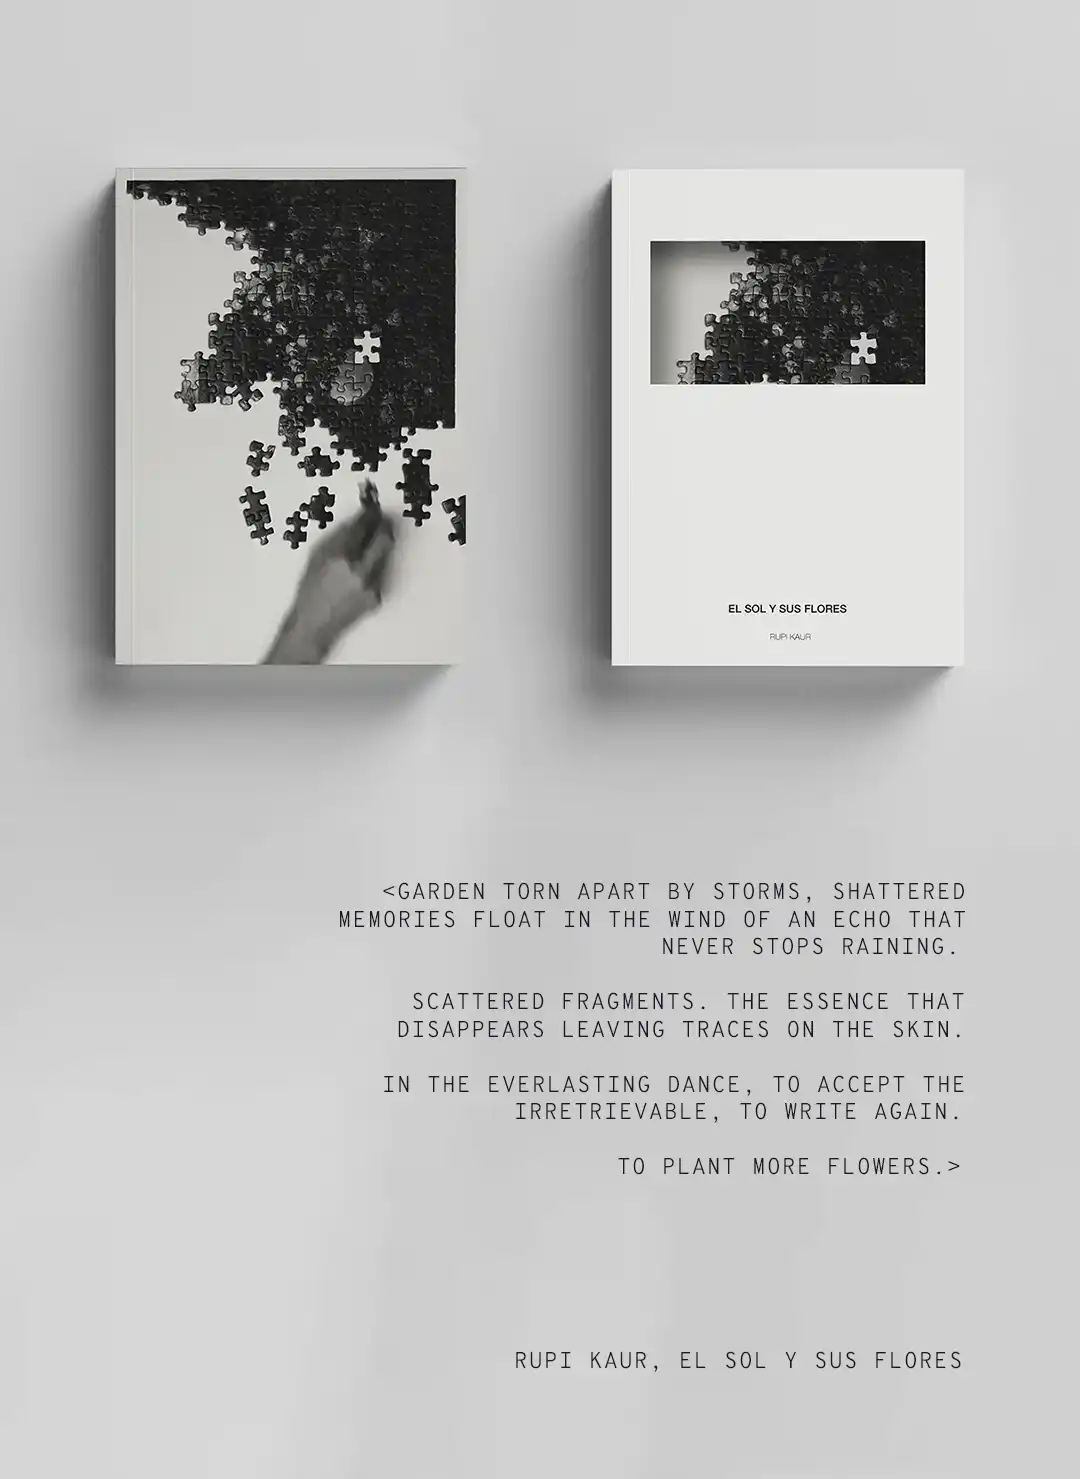 EL SOL Y SUS FLORES
RUPI KAUR
<GARDEN TORN APART BY STORMS, SHATTERED
MEMORIES FLOAT IN THE WIND OF AN ECHO THAT
NEVER STOPS RAINING.
SCATTERED FRAGMENTS. THE ESSENCE THAT
DISAPPEARS LEAVING TRACES ON THE SKIN.
IN THE EVERLASTING DANCE, TO ACCEPT THE
IRRETRIEVABLE, TO WRITE AGAIN.
TO PLANT MORE FLOWERS.>
RUPI KAUR, EL SOL Y SUS FLORES